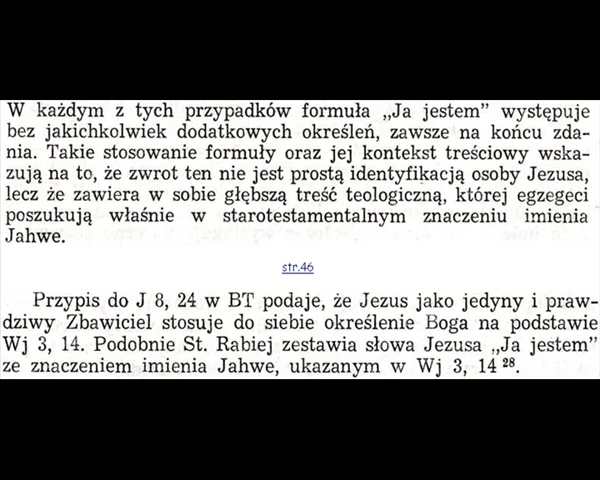 W każdym z tych przypadków formuła „Ja jestem” występuje
bez jakichkolwiek dodatkowych określeń, zawsze na końcu zda-
nia. Takie stosowanie formuły oraz jej kontekst treściowy wska-
zują na to, że zwrot ten nie jest prostą identyfikacją osoby Jezusa,
lecz że zawiera w sobie głębszą treść teologiczną, której egzegeci
poszukują właśnie w starotestamentalnym znaczeniu imienia
Jahwe.
str.46
Przypis do J 8, 24 w BT podaje, że Jezus jako jedyny i praw-
dziwy Zbawiciel stosuje do siebie określenie Boga na podstawie
Wj 3, 14. Podobnie St. Rabiej zestawia słowa Jezusa „Ja jestem”
ze znaczeniem imienia Jahwe, ukazanym w Wj 3, 14 28.